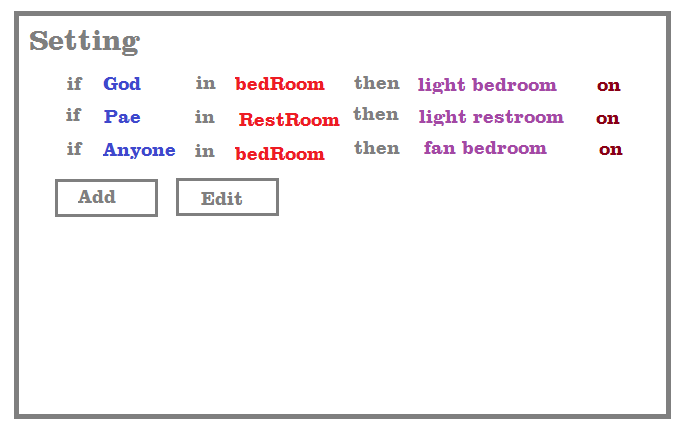 Setting
if God in bedRoom then light bedroom on
if Pae in RestRoom then light restroom on
if Anyone in bedRoom then fan bedroom on
Add Edit